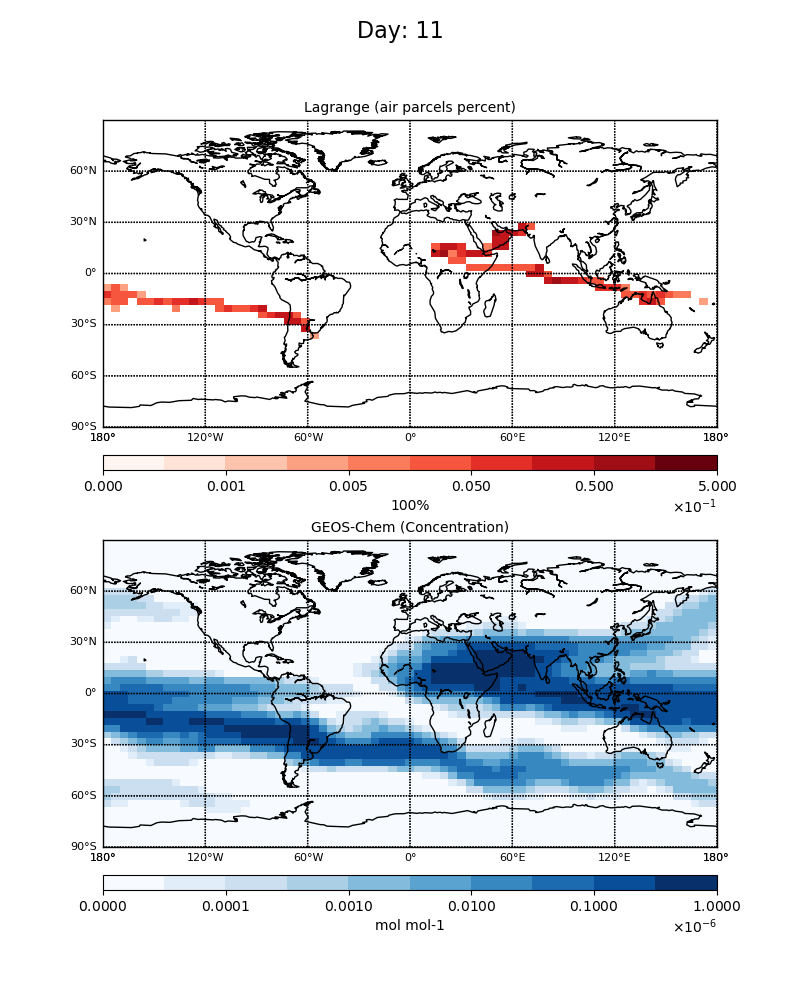 Day: 11
Lagrange (air parcels percent)
60°N
30°N
0°
30°S
60°S
90°S
180° 120°W 60°W 0° 60°E 120°E 180°
0.000 0.001 0.005 0.050 0.500 5.000
100% ×10⁻¹
GEOS-Chem (Concentration)
60°N
30°N
0°
30°S
60°S
90°S
180° 120°W 60°W 0° 60°E 120°E 180°
0.0000 0.0001 0.0010 0.0100 0.1000 1.0000
mol mol-1 ×10⁻⁶